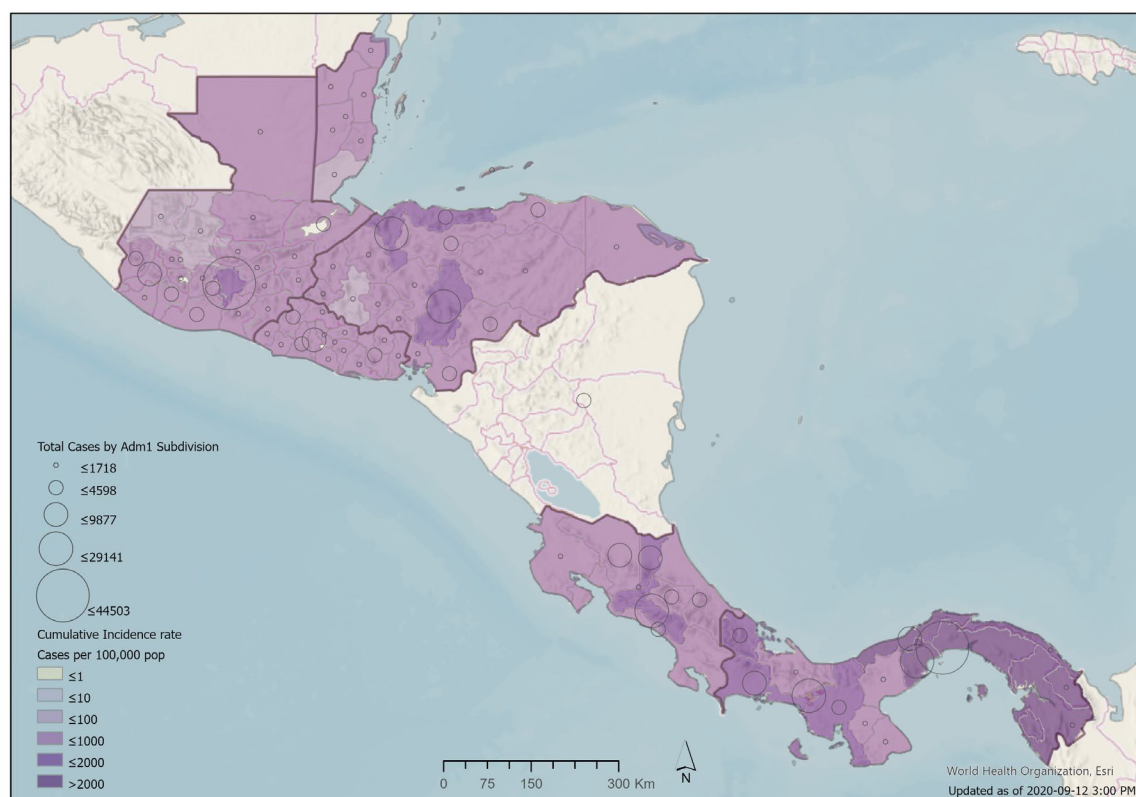 Total Cases by Adm1 Subdivision
≤1718
≤4598
≤9877
≤29141
≤44503
Cumulative Incidence rate
Cases per 100,000 pop
≤1
≤10
≤100
≤1000
≤2000
>2000
0 75 150 300 Km
N
World Health Organization, Esri
Updated as of 2020-09-12 3:00 PM